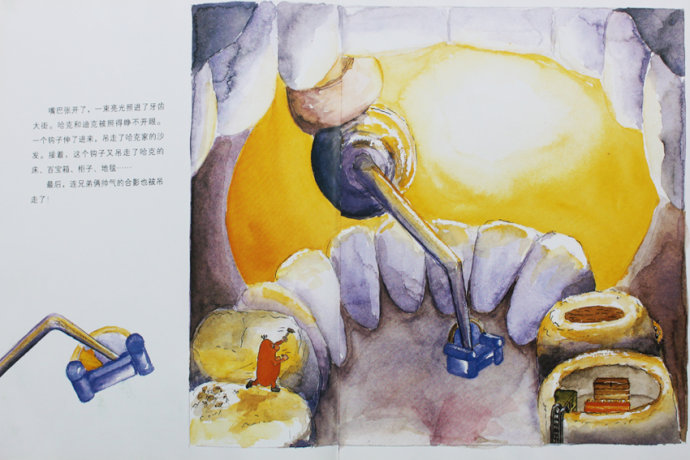 嘴巴张开了，一束亮光照进了牙齿
大街。哈克和迪克被照得睁不开眼。
一个钩子伸了进来，吊走了哈克家的沙
发。接着，这个钩子又吊走了哈克的
床、百宝箱、柜子、地毯……
最后，连兄弟俩帅气的合影也被吊
走了！